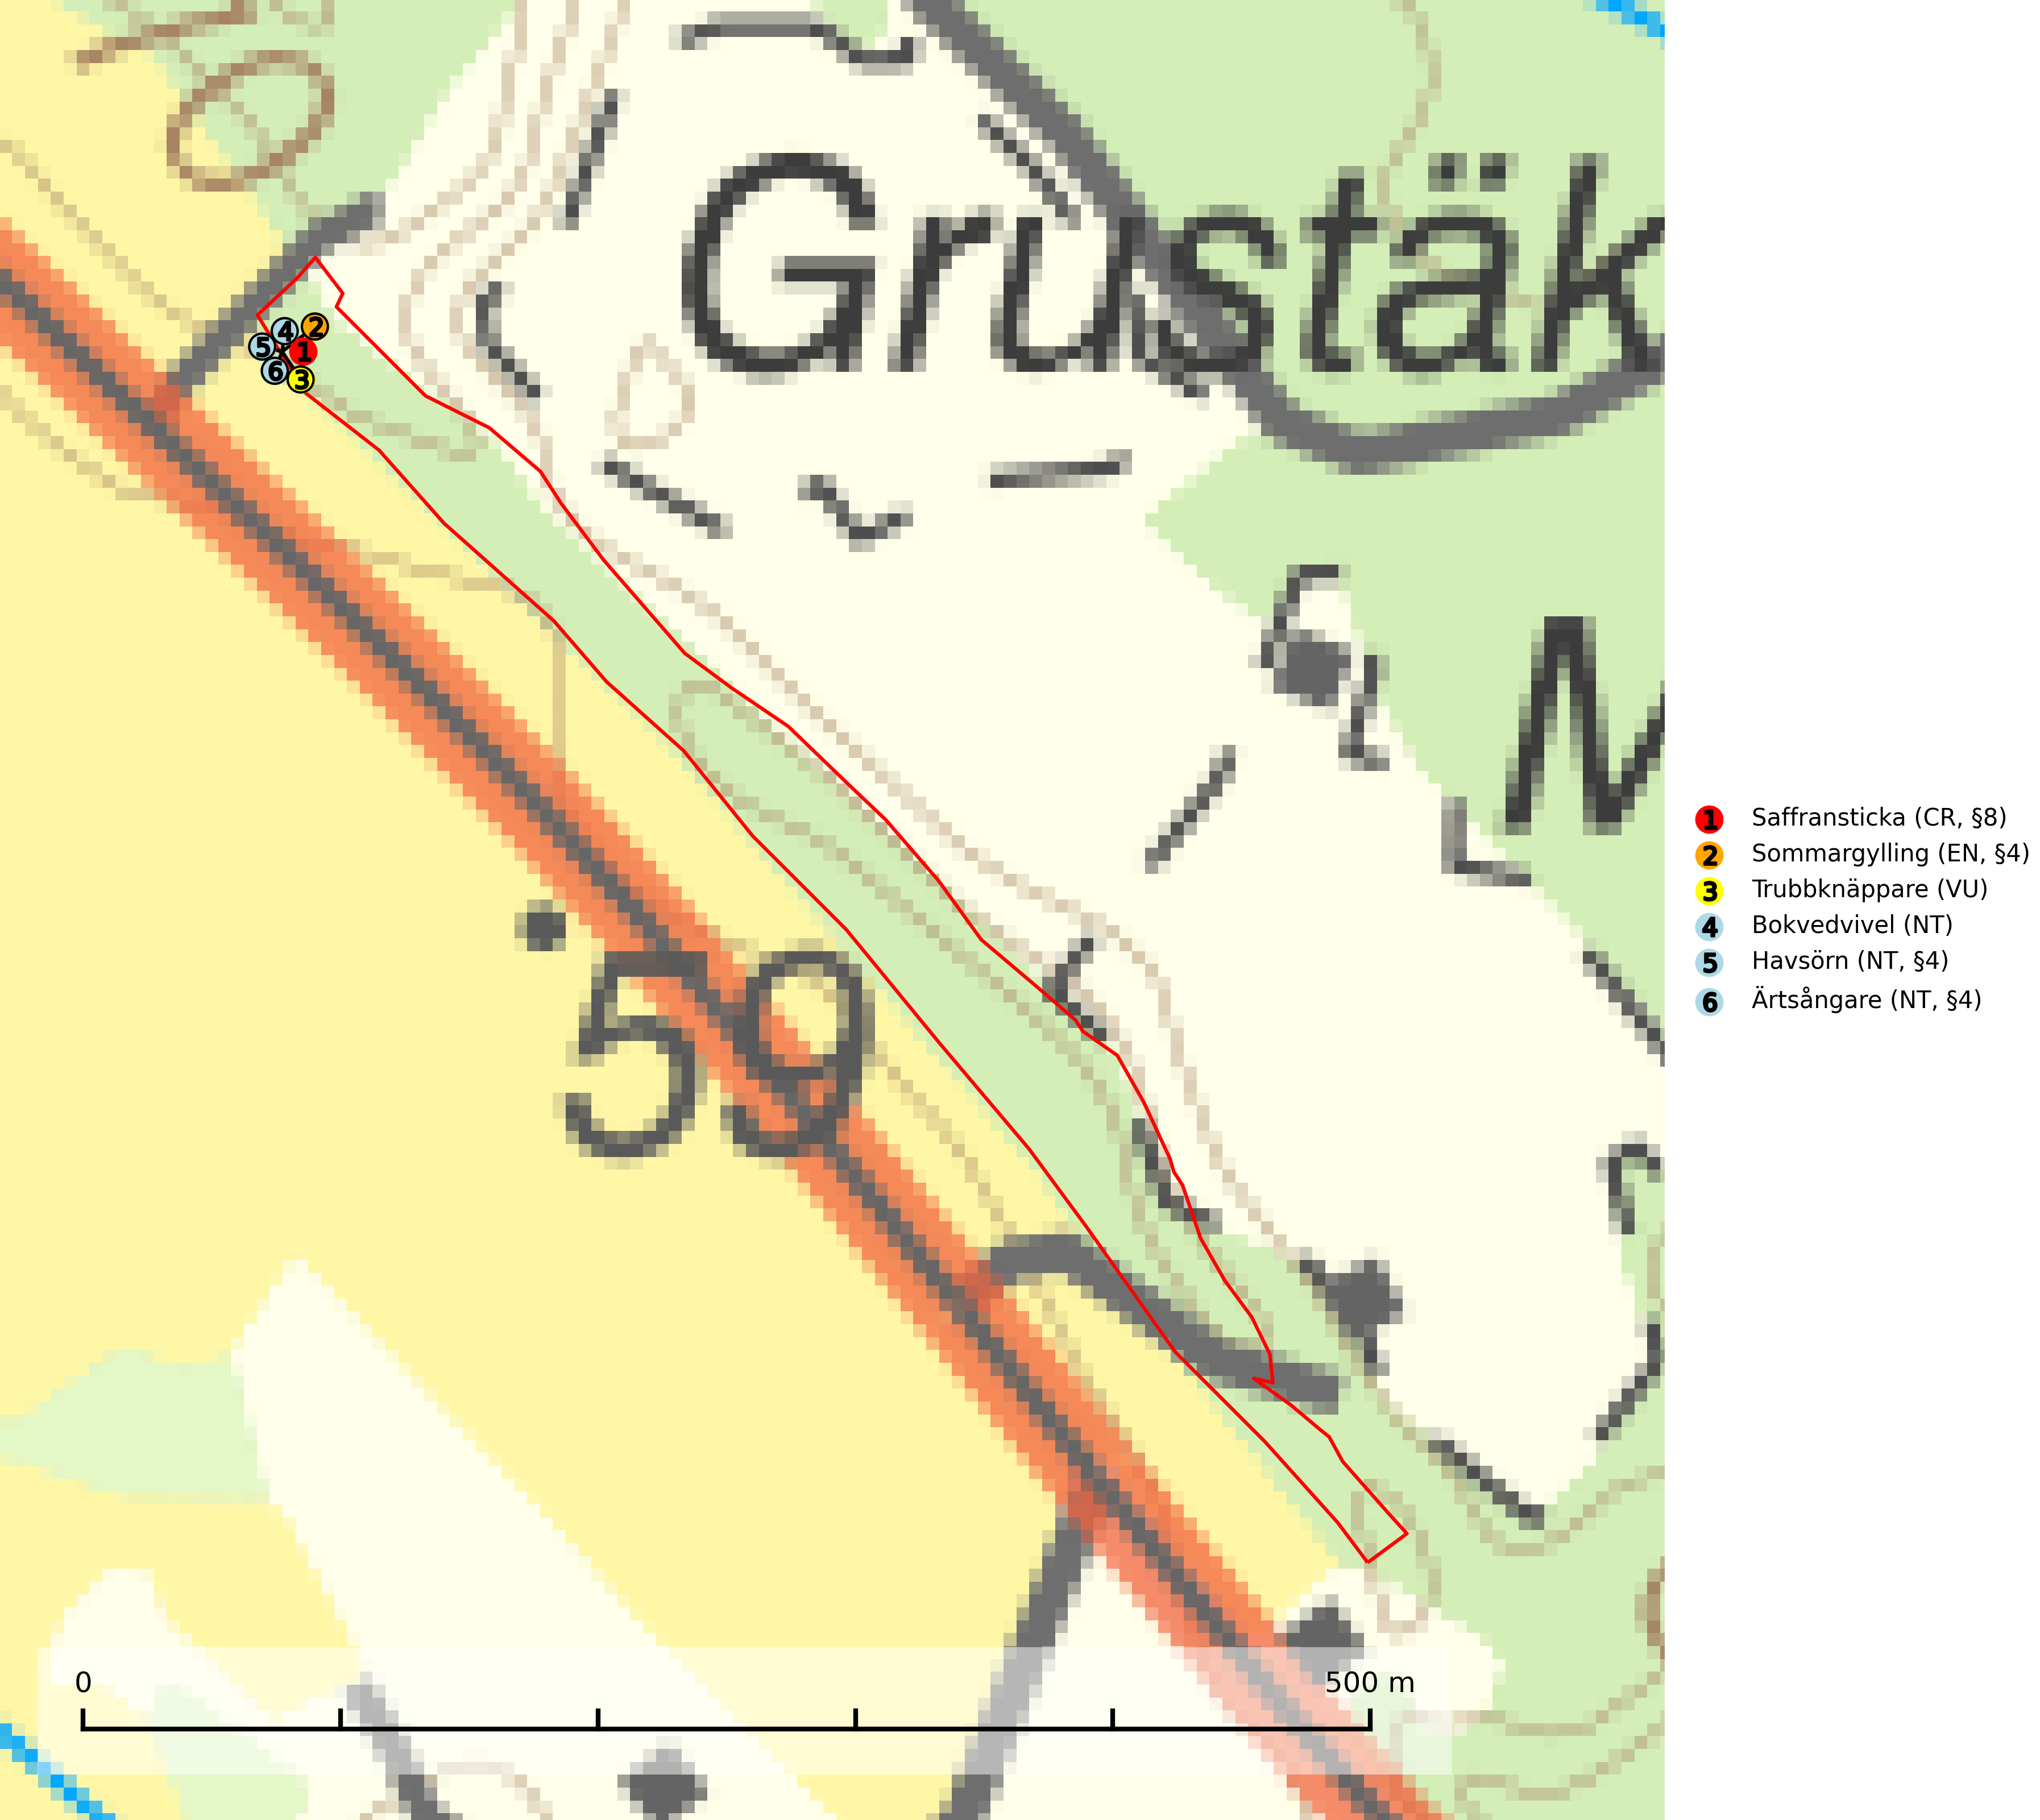 Grustäk
4 2
5 1
6 3
59
0 500 m
1 Saffransticka (CR, §8)
2 Sommargylling (EN, §4)
3 Trubbknäppare (VU)
4 Bokvedvivel (NT)
5 Havsörn (NT, §4)
6 Ärtsångare (NT, §4)